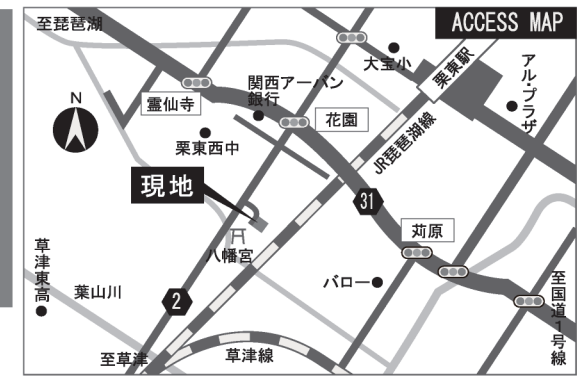 ACCESS MAP
至琵琶湖
大宝小
栗東駅
アル・プラザ
関西アーバン
銀行
霊仙寺
花園
N
栗東西中
JR琵琶湖線
現地
31
苅原
八幡宮
草津東高
葉山川
2
バロー
至国道1号線
至草津
草津線